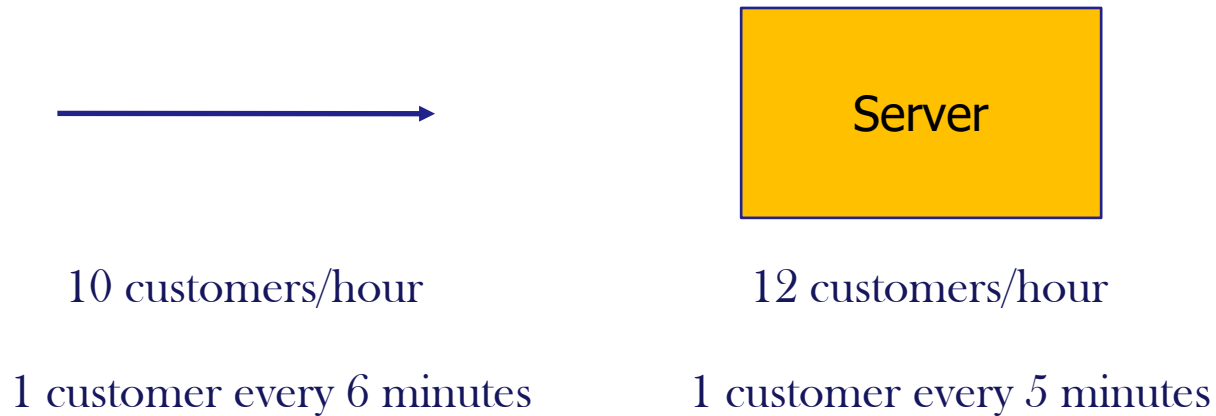 Server
10 customers/hour
12 customers/hour
1 customer every 6 minutes
1 customer every 5 minutes